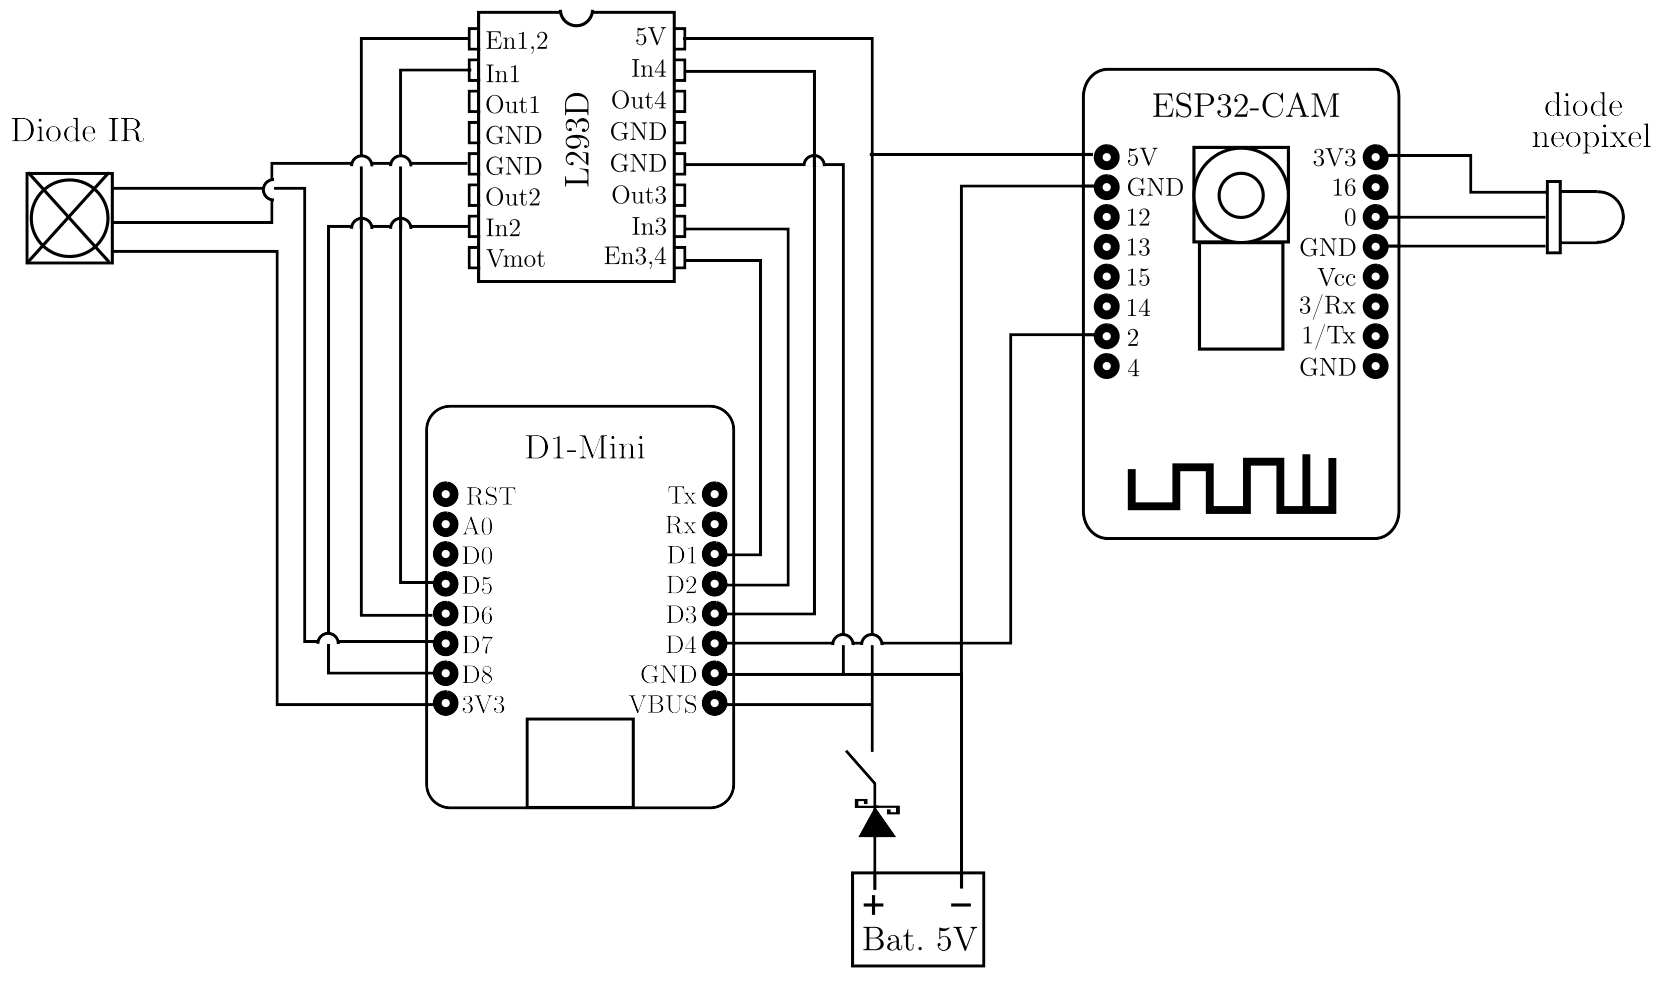 Diode IR
L293D
En1,2
In1
Out1
GND
GND
Out2
In2
Vmot
5V
In4
Out4
GND
GND
Out3
In3
En3,4
ESP32-CAM
5V
GND
12
13
15
14
2
4
3V3
16
0
GND
Vcc
3/Rx
1/Tx
GND
diode
neopixel
D1-Mini
RST
A0
D0
D5
D6
D7
D8
3V3
Tx
Rx
D1
D2
D3
D4
GND
VBUS
+ −
Bat. 5V